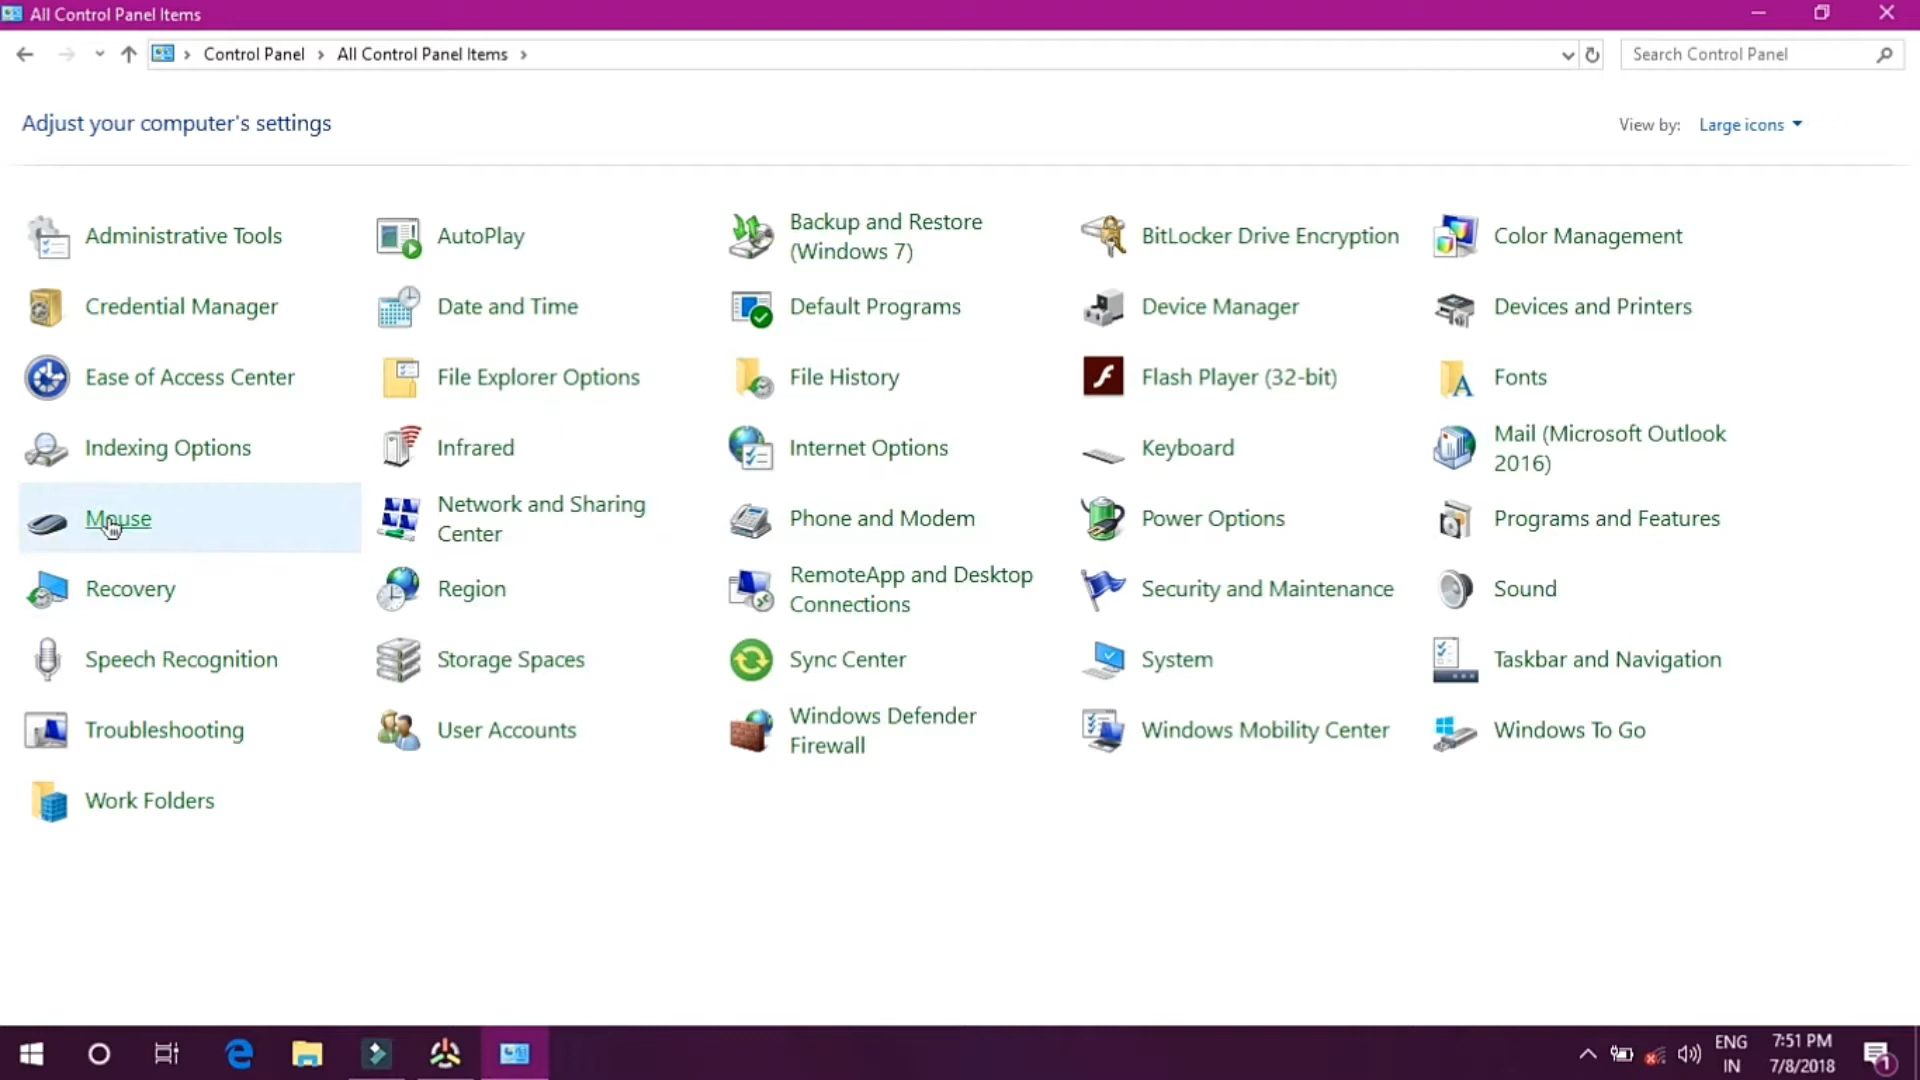 All Control Panel Items
Control Panel
All Control Panel Items
Search Control Panel
Adjust your computer's settings
View by:
Large icons
Administrative Tools
AutoPlay
Backup and Restore
(Windows 7)
BitLocker Drive Encryption
Color Management
Credential Manager
Date and Time
Default Programs
Device Manager
Devices and Printers
Ease of Access Center
File Explorer Options
File History
Flash Player (32-bit)
Fonts
Indexing Options
Infrared
Internet Options
Keyboard
Mail (Microsoft Outlook
2016)
Mouse
Network and Sharing
Center
Phone and Modem
Power Options
Programs and Features
Recovery
Region
RemoteApp and Desktop
Connections
Security and Maintenance
Sound
Speech Recognition
Storage Spaces
Sync Center
System
Taskbar and Navigation
Troubleshooting
User Accounts
Windows Defender
Firewall
Windows Mobility Center
Windows To Go
Work Folders
ENG
IN
7:51 PM
7/8/2018
1